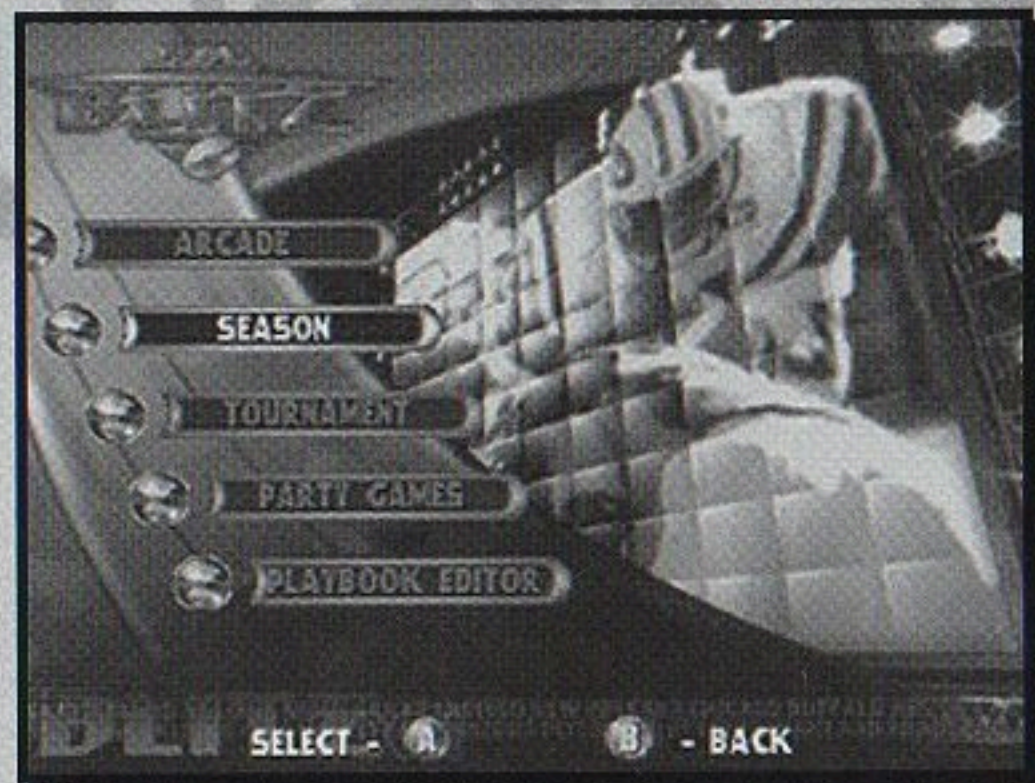 ARCADE
SEASON
TOURNAMENT
PARTY GAMES
PLAYBOOK EDITOR
SELECT - A B - BACK